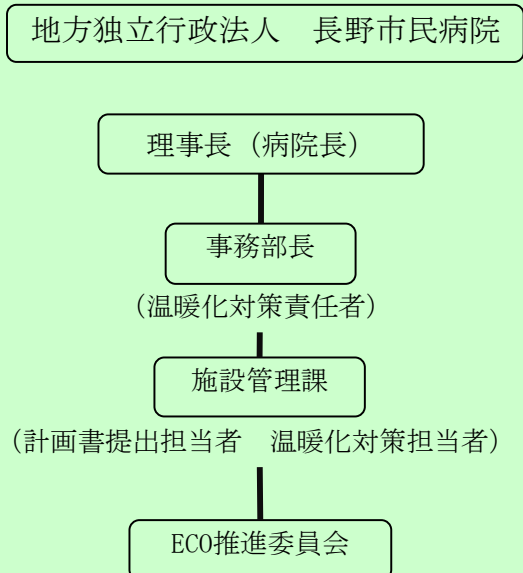 地方独立行政法人　長野市民病院
理事長（病院長）
事務部長
（温暖化対策責任者）
施設管理課
（計画書提出担当者　温暖化対策担当者）
ECO推進委員会